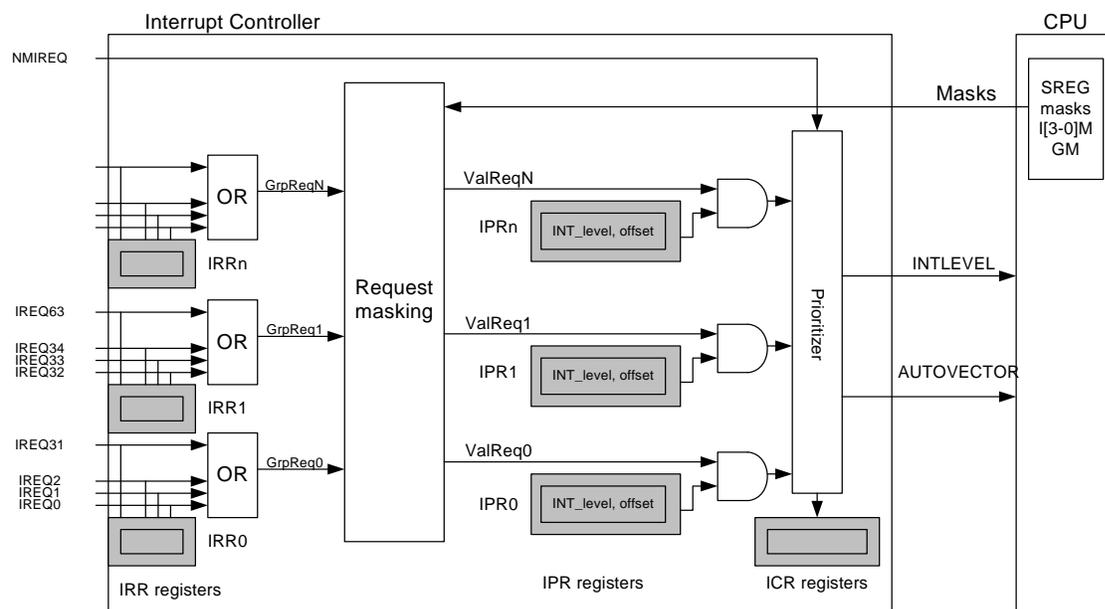 Interrupt Controller
CPU
NMIREQ
Masks
SREG
masks
I[3-0]M
GM
OR
GrpReqN
ValReqN
IPRn
INT_level, offset
IRRn
Request
masking
Prioritizer
INTLEVEL
IREQ63
IREQ34
IREQ33
IREQ32
OR
GrpReq1
ValReq1
IPR1
INT_level, offset
IRR1
AUTOVECTOR
IREQ31
IREQ2
IREQ1
IREQ0
OR
GrpReq0
ValReq0
IPR0
INT_level, offset
IRR0
IRR registers
IPR registers
ICR registers